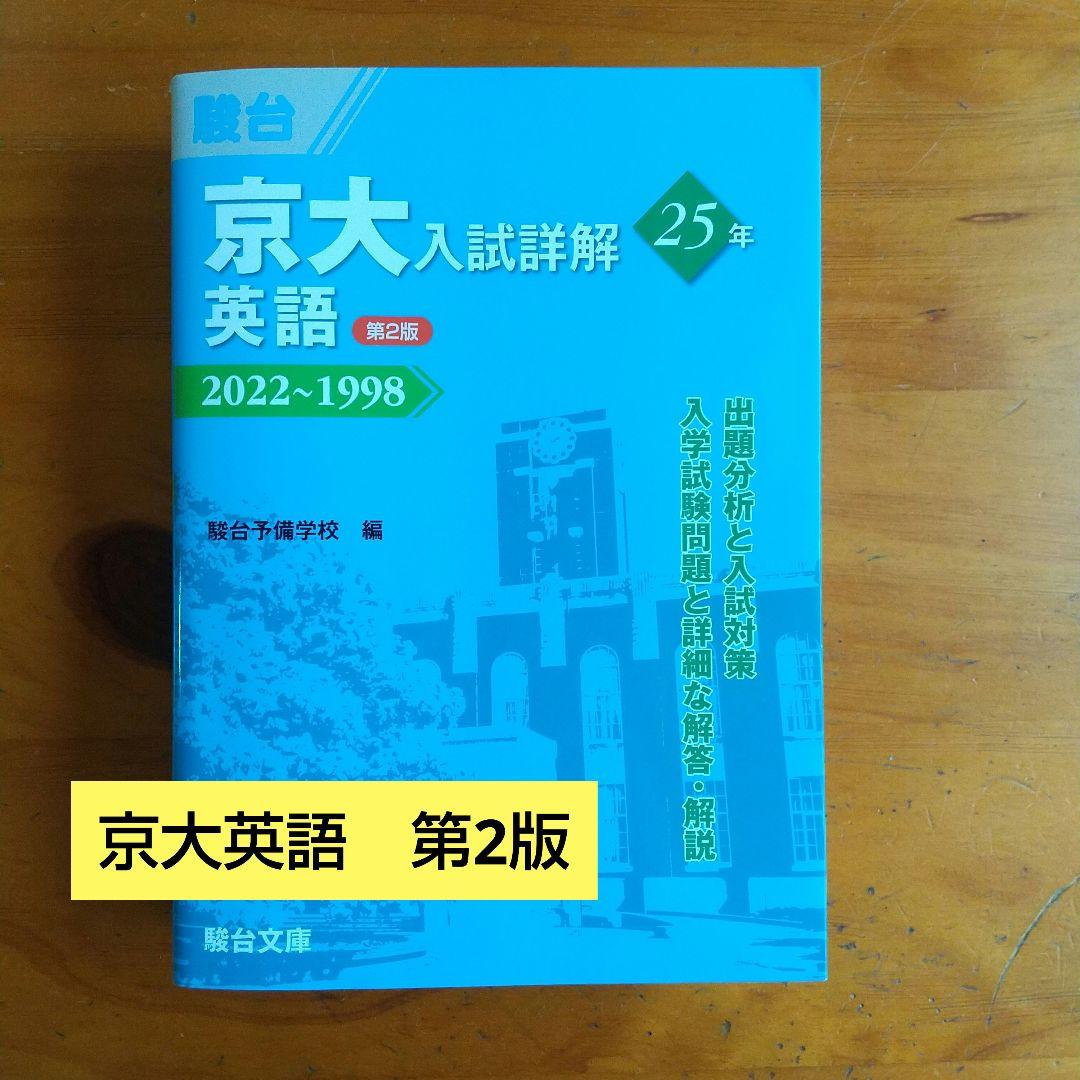 駿台
京大入試詳解
25年
英語 第2版
2022~1998
出題分析と入試対策
入学試験問題と詳細な解答・解説
駿台予備学校 編
京大英語 第2版
駿台文庫